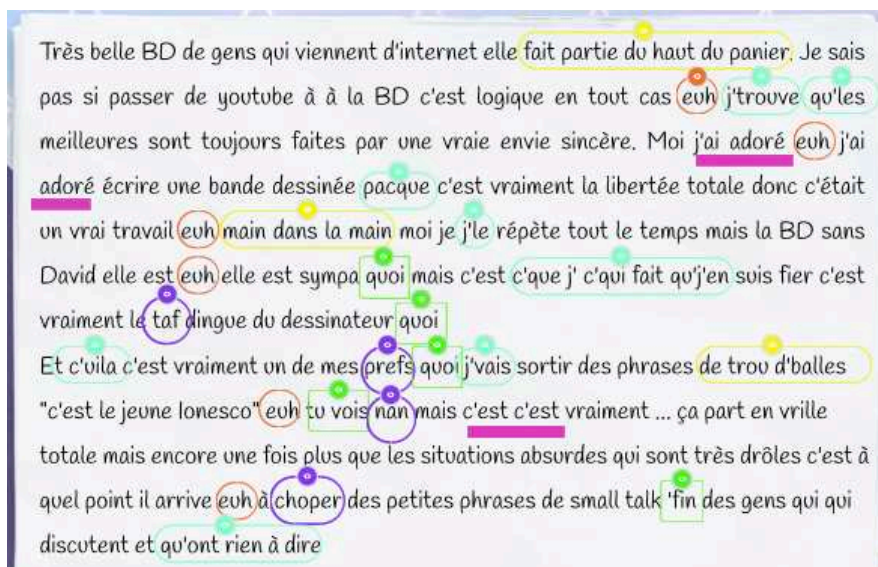 Très belle BD de gens qui viennent d'internet elle fait partie du haut du panier. Je sais
pas si passer de youtube à à la BD c'est logique en tout cas euh j'trouve qu'les
meilleures sont toujours faites par une vraie envie sincère. Moi j'ai adoré euh j'ai
adoré écrire une bande dessinée pacque c'est vraiment la libertée totale donc c'était
un vrai travail euh main dans la main moi je j'le répète tout le temps mais la BD sans
David elle est euh elle est sympa quoi mais c'est c'que j' c'qui fait qu'j'en suis fier c'est
vraiment le taf dingue du dessinateur quoi
Et c'uila c'est vraiment un de mes prefs quoi j'vais sortir des phrases de trou d'balles
"c'est le jeune Ionesco" euh tu vois nan mais c'est c'est vraiment ... ça part en vrille
totale mais encore une fois plus que les situations absurdes qui sont très drôles c'est à
quel point il arrive euh à choper des petites phrases de small talk 'fin des gens qui qui
discutent et qu'ont rien à dire